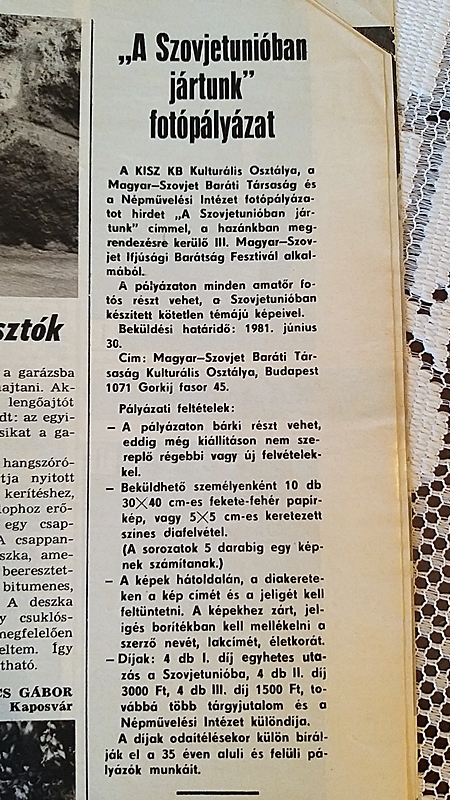 „A Szovjetunióban
jártunk”
fotópályázat
A KISZ KB Kulturális Osztálya, a
Magyar–Szovjet Baráti Társaság és
a Népművelési Intézet fotópályáza-
tot hirdet „A Szovjetunióban jár-
tunk” címmel, a hazánkban meg-
rendezésre kerülő III. Magyar–Szov-
jet Ifjúsági Barátság Fesztivál alkal-
mából.
A pályázaton minden amatőr fo-
tós részt vehet, a Szovjetunióban
készített kötetlen témájú képeivel.
Beküldési határidő: 1981. június
30.
Cím: Magyar–Szovjet Baráti Tár-
saság Kulturális Osztálya, Budapest
1071 Gorkij fasor 45.
Pályázati feltételek:
– A pályázaton bárki részt vehet,
eddig még kiállításon nem sze-
replő régebbi vagy új felvételek-
kel.
– Beküldhető személyenként 10 db
30×40 cm-es fekete-fehér papír-
kép, vagy 5×5 cm-es keretezett
színes diafelvétel.
(A sorozatok 5 darabig egy kép-
nek számítanak.)
– A képek hátoldalán, a diakerete-
ken a kép címét és a jeligét kell
feltüntetni. A képekhez zárt, jel-
igés borítékban kell mellékelni a
szerző nevét, lakcímét, életkorát.
– Díjak: 4 db I. díj egyhetes uta-
zás a Szovjetunióba, 4 db II. díj
3000 Ft, 4 db III. díj 1500 Ft, to-
vábbá több tárgyjutalom és a
Népművelési Intézet különdíja.
A díjak odaítélésekor külön bírál-
ják el a 35 éven aluli és felüli pá-
lyázók munkáit.
sztók
a garázsba
hajtani. Ak-
lengőajtót
dt: az egyi-
sikat a ga-
hangszóró-
tja nyitott
kerítéshez,
lophoz erő-
egy csap-
A csappan-
szka, ame-
beeresztet-
bitumenes,
A deszka
y csuklós-
megfelelően
eltem. Így
tható.
CS GÁBOR
Kaposvár